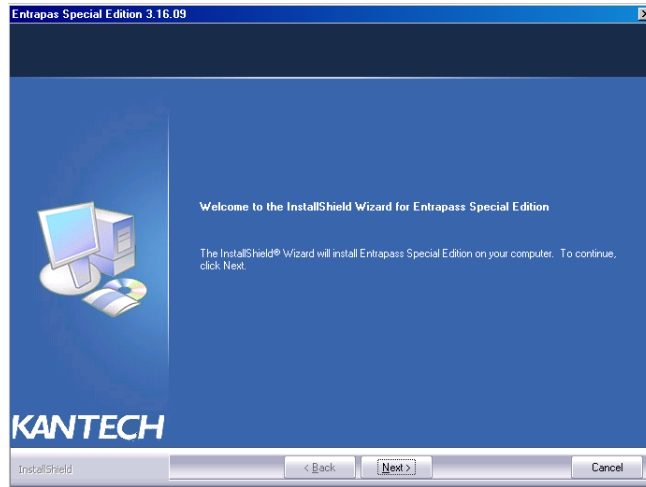 Entrapas Special Edition 3.16.09
Welcome to the InstallShield Wizard for Entrapass Special Edition
The InstallShield® Wizard will install Entrapass Special Edition on your computer. To continue,
click Next.
KANTECH
InstallShield
< Back
Next >
Cancel